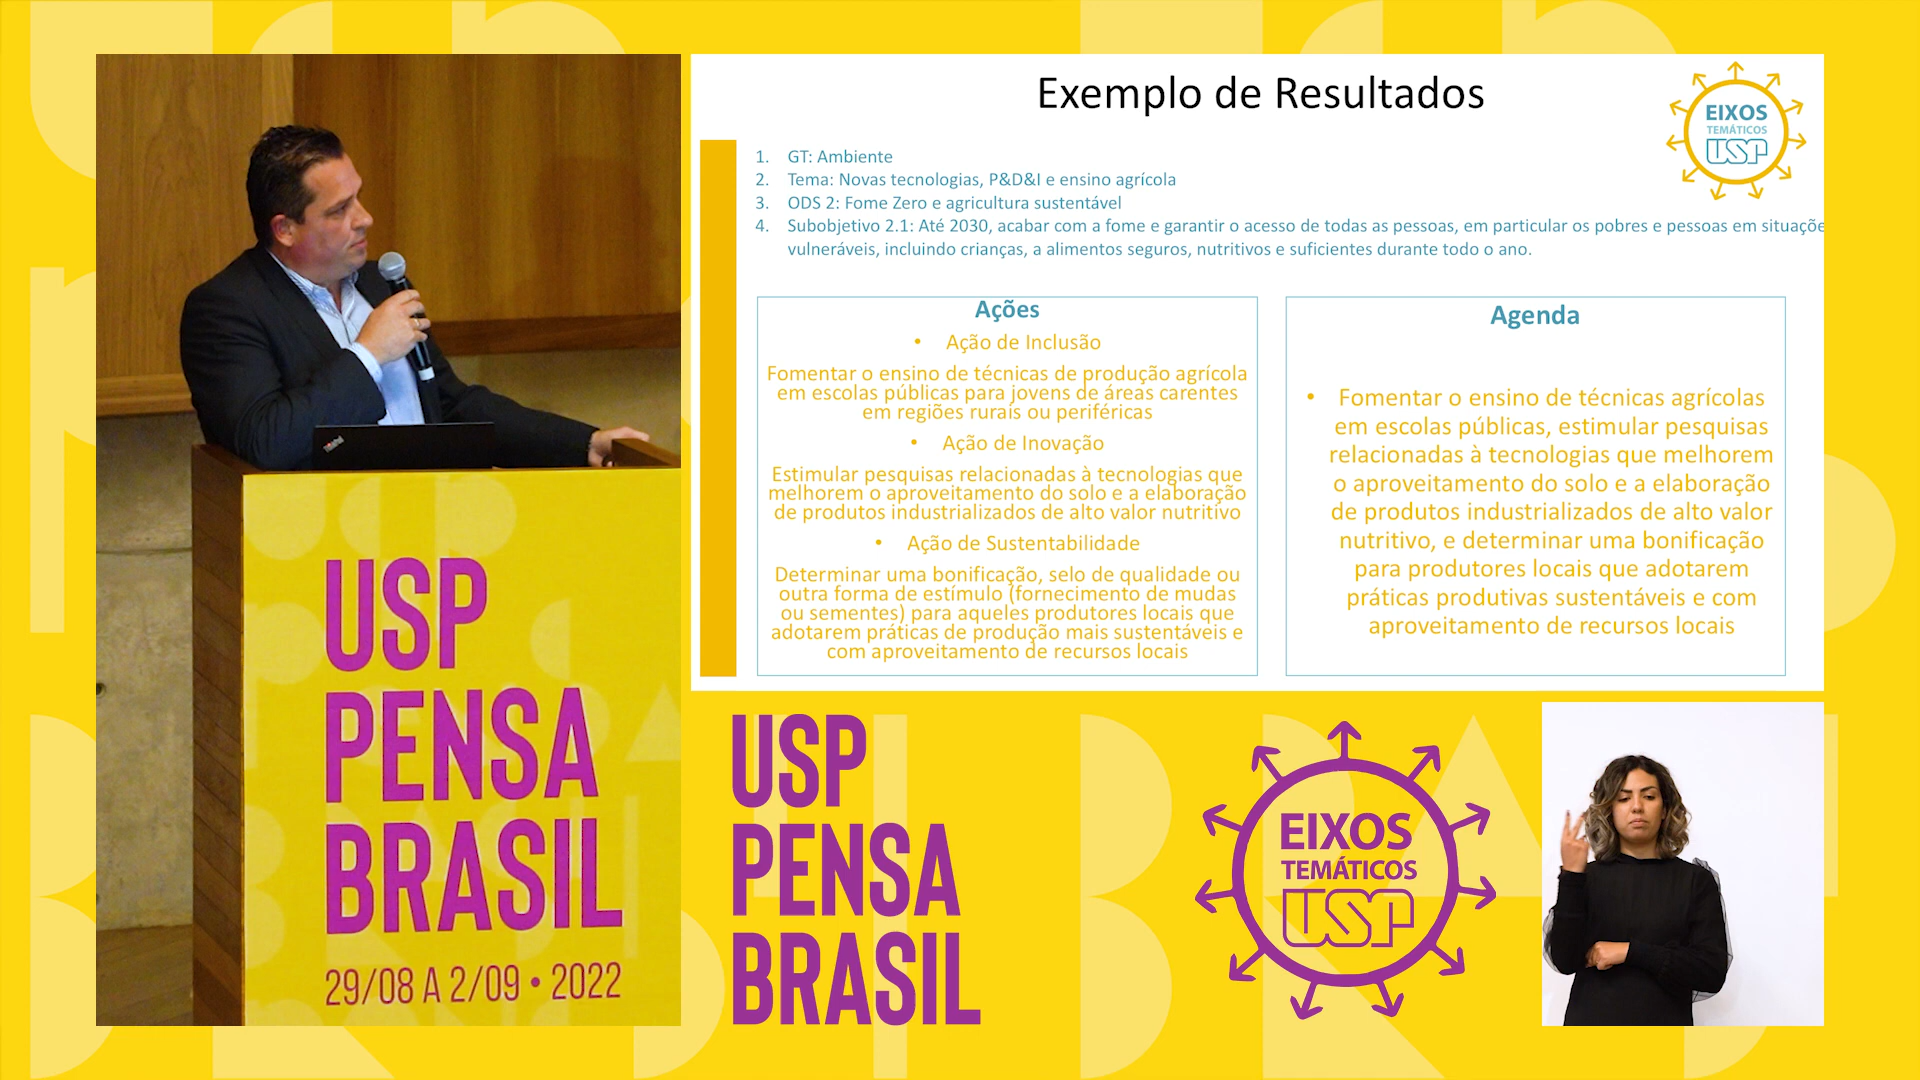 Exemplo de Resultados
EIXOS
TEMÁTICOS
USP
1. GT: Ambiente
2. Tema: Novas tecnologias, P&D&I e ensino agrícola
3. ODS 2: Fome Zero e agricultura sustentável
4. Subobjetivo 2.1: Até 2030, acabar com a fome e garantir o acesso de todas as pessoas, em particular os pobres e pessoas em situaçõe
vulneráveis, incluindo crianças, a alimentos seguros, nutritivos e suficientes durante todo o ano.
Ações
• Ação de Inclusão
Fomentar o ensino de técnicas de produção agrícola
em escolas públicas para jovens de áreas carentes
em regiões rurais ou periféricas
• Ação de Inovação
Estimular pesquisas relacionadas à tecnologias que
melhorem o aproveitamento do solo e a elaboração
de produtos industrializados de alto valor nutritivo
• Ação de Sustentabilidade
Determinar uma bonificação, selo de qualidade ou
outra forma de estímulo (fornecimento de mudas
ou sementes) para aqueles produtores locais que
adotarem práticas de produção mais sustentáveis e
com aproveitamento de recursos locais
Agenda
• Fomentar o ensino de técnicas agrícolas
em escolas públicas, estimular pesquisas
relacionadas à tecnologias que melhorem
o aproveitamento do solo e a elaboração
de produtos industrializados de alto valor
nutritivo, e determinar uma bonificação
para produtores locais que adotarem
práticas produtivas sustentáveis e com
aproveitamento de recursos locais
USP
PENSA
BRASIL
29/08 A 2/09 • 2022
USP
PENSA
BRASIL
EIXOS
TEMÁTICOS
USP